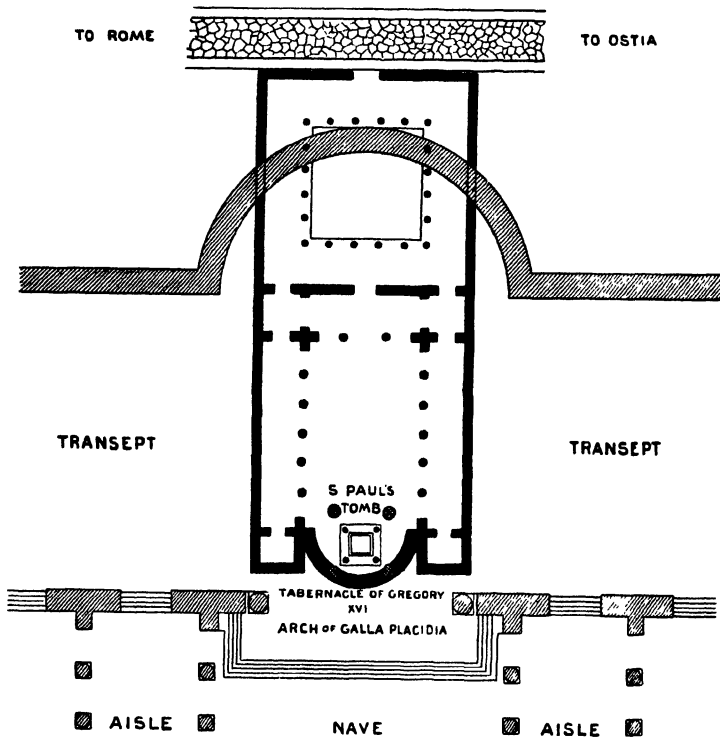 TO ROME
TO OSTIA
TRANSEPT
TRANSEPT
S PAUL'S
TOMB
TABERNACLE OF GREGORY
XVI
ARCH OF GALLA PLACIDIA
AISLE
NAVE
AISLE